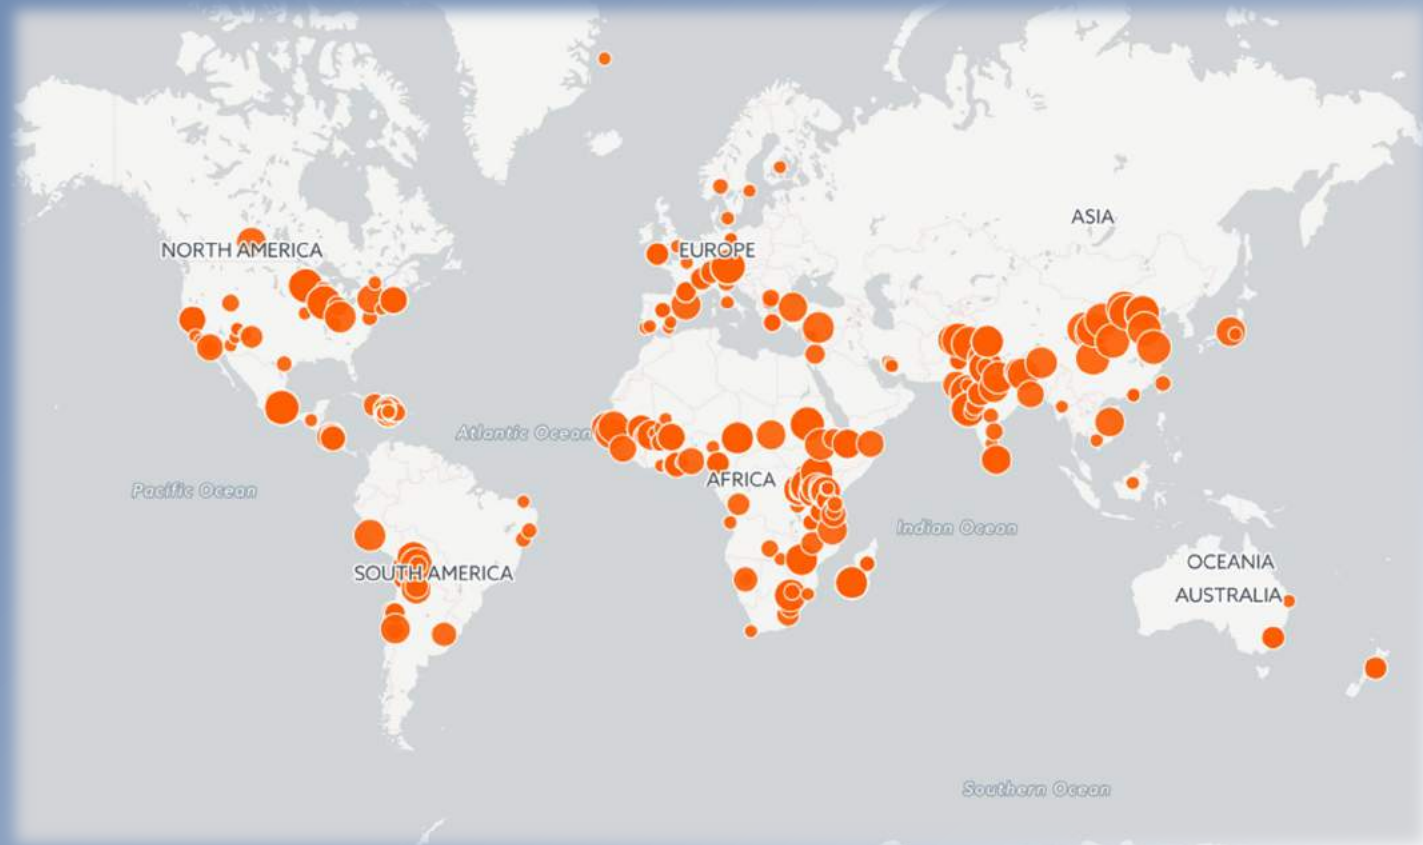 ASIA
NORTH AMERICA
EUROPE
Atlantic Ocean
AFRICA
Pacific Ocean
Indian Ocean
OCEANIA
SOUTH AMERICA
AUSTRALIA
Southern Ocean